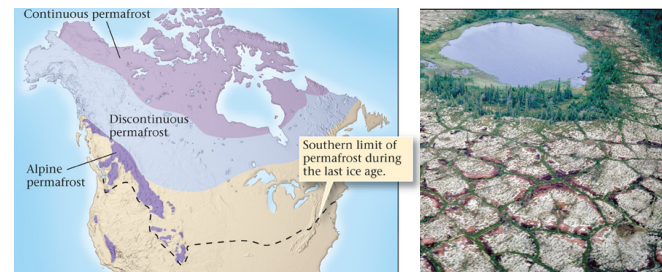 Continuous permafrost
Discontinuous
permafrost
Alpine
permafrost
Southern limit of
permafrost during
the last ice age.